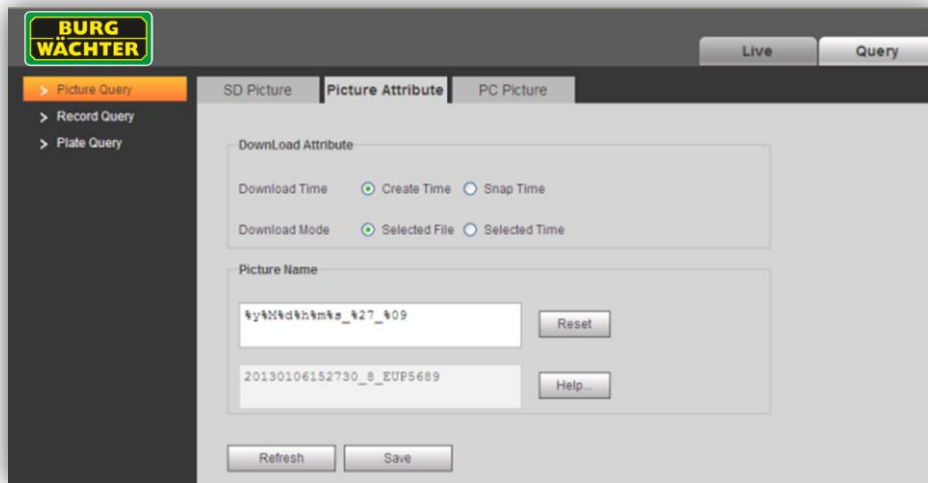 BURG
WÄCHTER
Live
Query
> Picture Query
> Record Query
> Plate Query
SD Picture
Picture Attribute
PC Picture
DownLoad Attribute
Download Time Create Time Snap Time
Download Mode Selected File Selected Time
Picture Name
%y%M%d%h%m%s_%27_%09
Reset
20130106152730_8_EUP5689
Help...
Refresh
Save